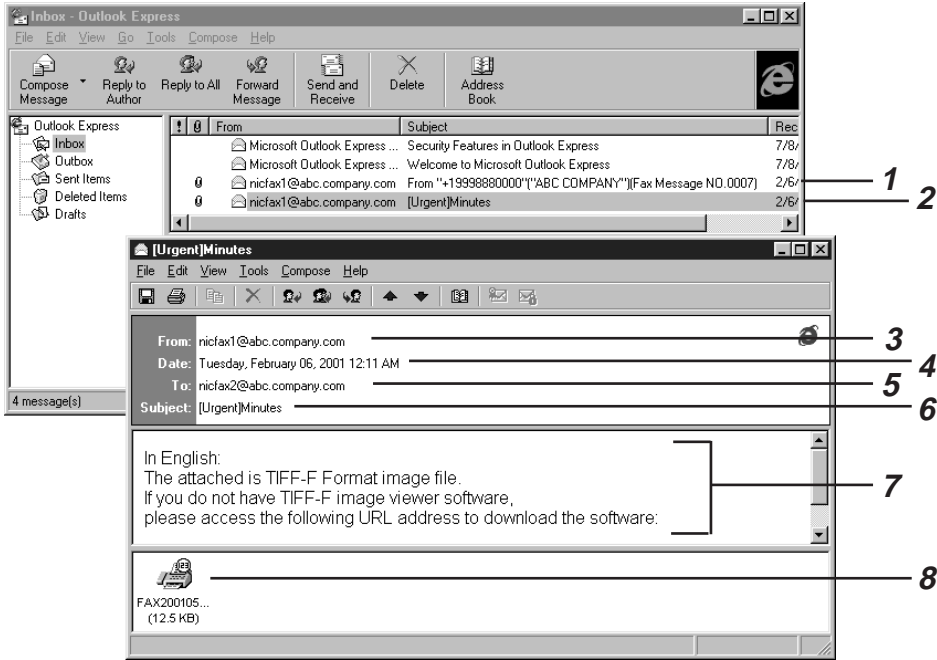 Inbox - Outlook Express
File Edit View Go Tools Compose Help
Compose Message
Reply to Author
Reply to All
Forward Message
Send and Receive
Delete
Address Book
Outlook Express
Inbox
Outbox
Sent Items
Deleted Items
Drafts
! From Subject Rec
Microsoft Outlook Express ... Security Features in Outlook Express 7/8/
Microsoft Outlook Express ... Welcome to Microsoft Outlook Express 7/8/
nicfax1@abc.company.com From "+19998880000"("ABC COMPANY")(Fax Message NO.0007) 2/6/ 1
nicfax1@abc.company.com [Urgent]Minutes 2/6/ 2
4 message(s)
[Urgent]Minutes
File Edit View Tools Compose Help
From: nicfax1@abc.company.com 3
Date: Tuesday, February 06, 2001 12:11 AM 4
To: nicfax2@abc.company.com 5
Subject: [Urgent]Minutes 6
In English:
The attached is TIFF-F Format image file.
If you do not have TIFF-F image viewer software,
please access the following URL address to download the software:
7
123
8
FAX200105...
(12.5 KB)